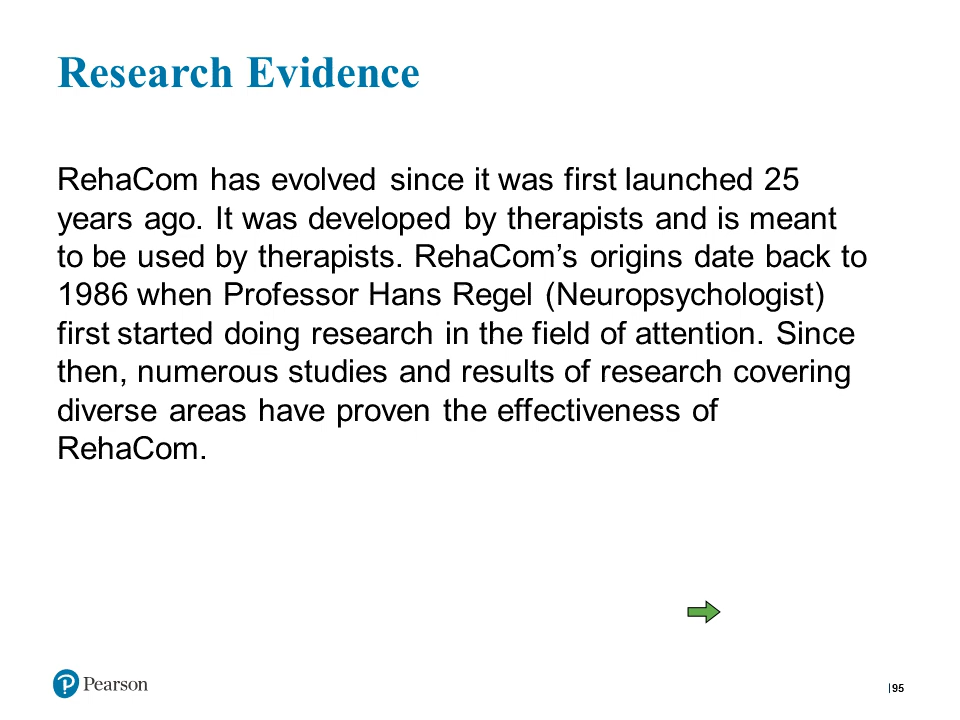 Research Evidence
RehaCom has evolved since it was first launched 25
years ago. It was developed by therapists and is meant
to be used by therapists. RehaCom’s origins date back to
1986 when Professor Hans Regel (Neuropsychologist)
first started doing research in the field of attention. Since
then, numerous studies and results of research covering
diverse areas have proven the effectiveness of
RehaCom.
P Pearson
|95